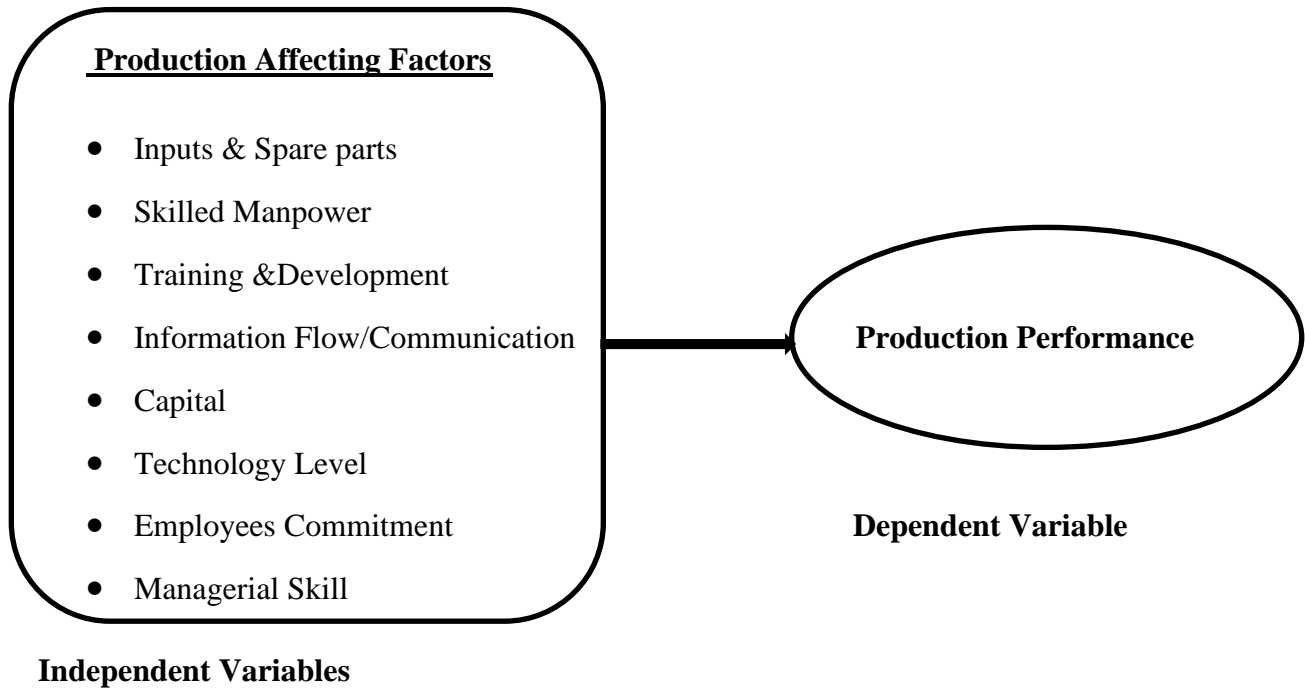 Production Affecting Factors
• Inputs & Spare parts
• Skilled Manpower
• Training &Development
• Information Flow/Communication
• Capital
• Technology Level
• Employees Commitment
• Managerial Skill
Independent Variables
Production Performance
Dependent Variable